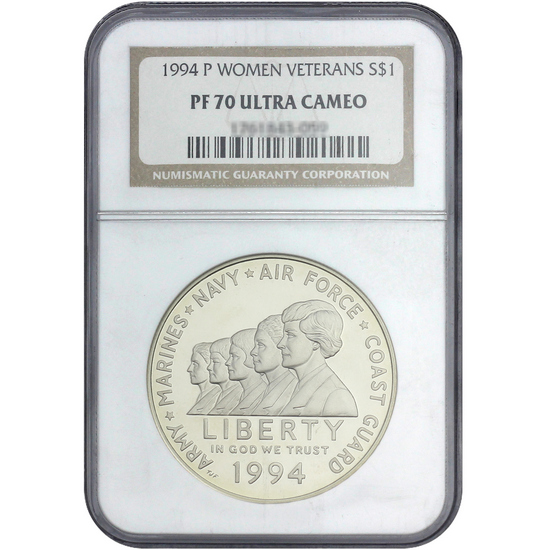 1994 P WOMEN VETERANS S$1
PF 70 ULTRA CAMEO
NUMISMATIC GUARANTY CORPORATION
ARMY ★ MARINES ★ NAVY ★ AIR FORCE ★ COAST GUARD
LIBERTY
IN GOD WE TRUST
1994